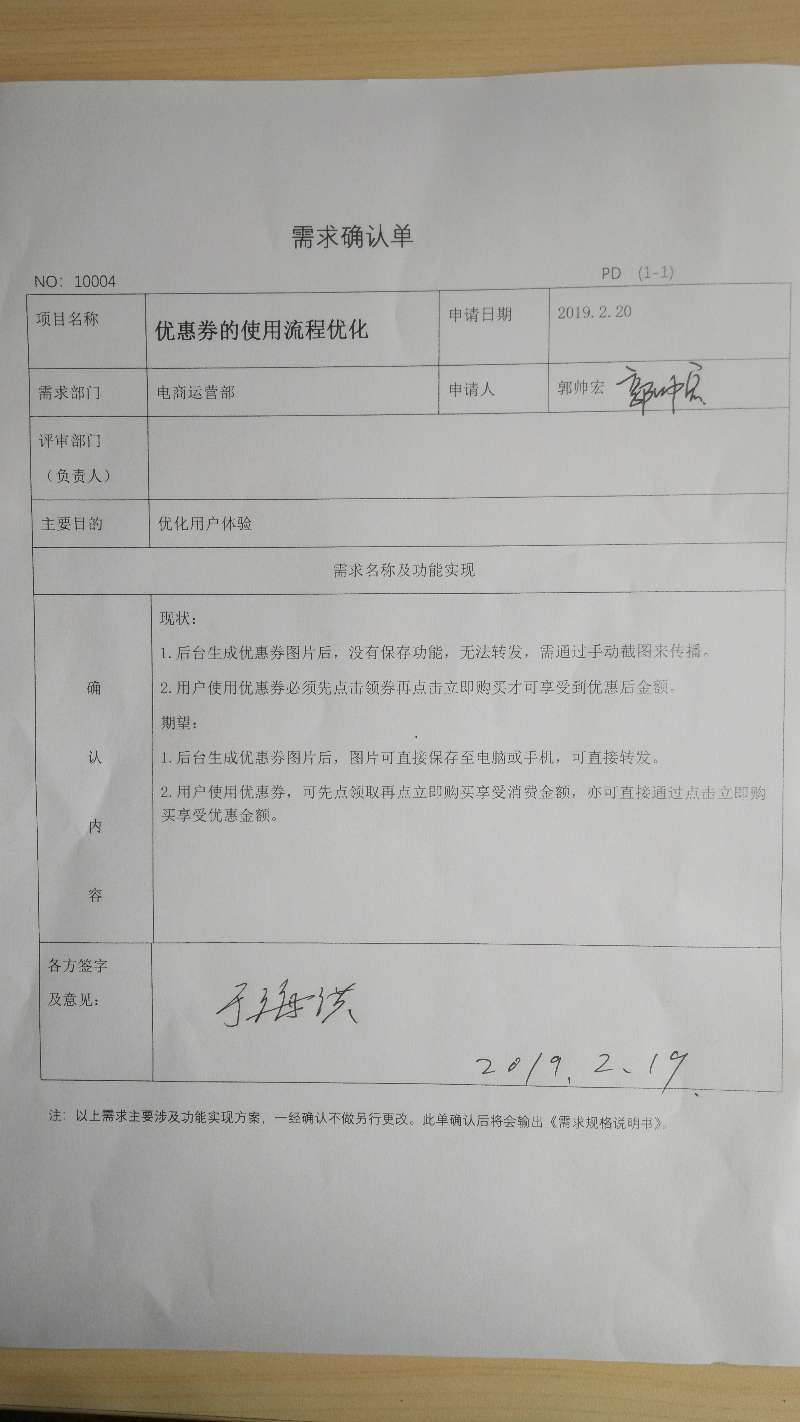 需求确认单
NO：10004
PD （1-1）
项目名称
优惠券的使用流程优化
申请日期
2019.2.20
需求部门
电商运营部
申请人
郭帅宏
郭帅宏
评审部门
（负责人）
主要目的
优化用户体验
需求名称及功能实现
确
认
内
容
现状：
1.后台生成优惠券图片后，没有保存功能，无法转发，需通过手动截图来传播。
2.用户使用优惠券必须先点击领券再点击立即购买才可享受到优惠后金额。
期望：
1.后台生成优惠券图片后，图片可直接保存至电脑或手机，可直接转发。
2.用户使用优惠券，可先点领取再点立即购买享受消费金额，亦可直接通过点击立即购
买享受优惠金额。
各方签字
及意见：
于海洪
2019.2、19.
注：以上需求主要涉及功能实现方案，一经确认不做另行更改。此单确认后将会输出《需求规格说明书》。